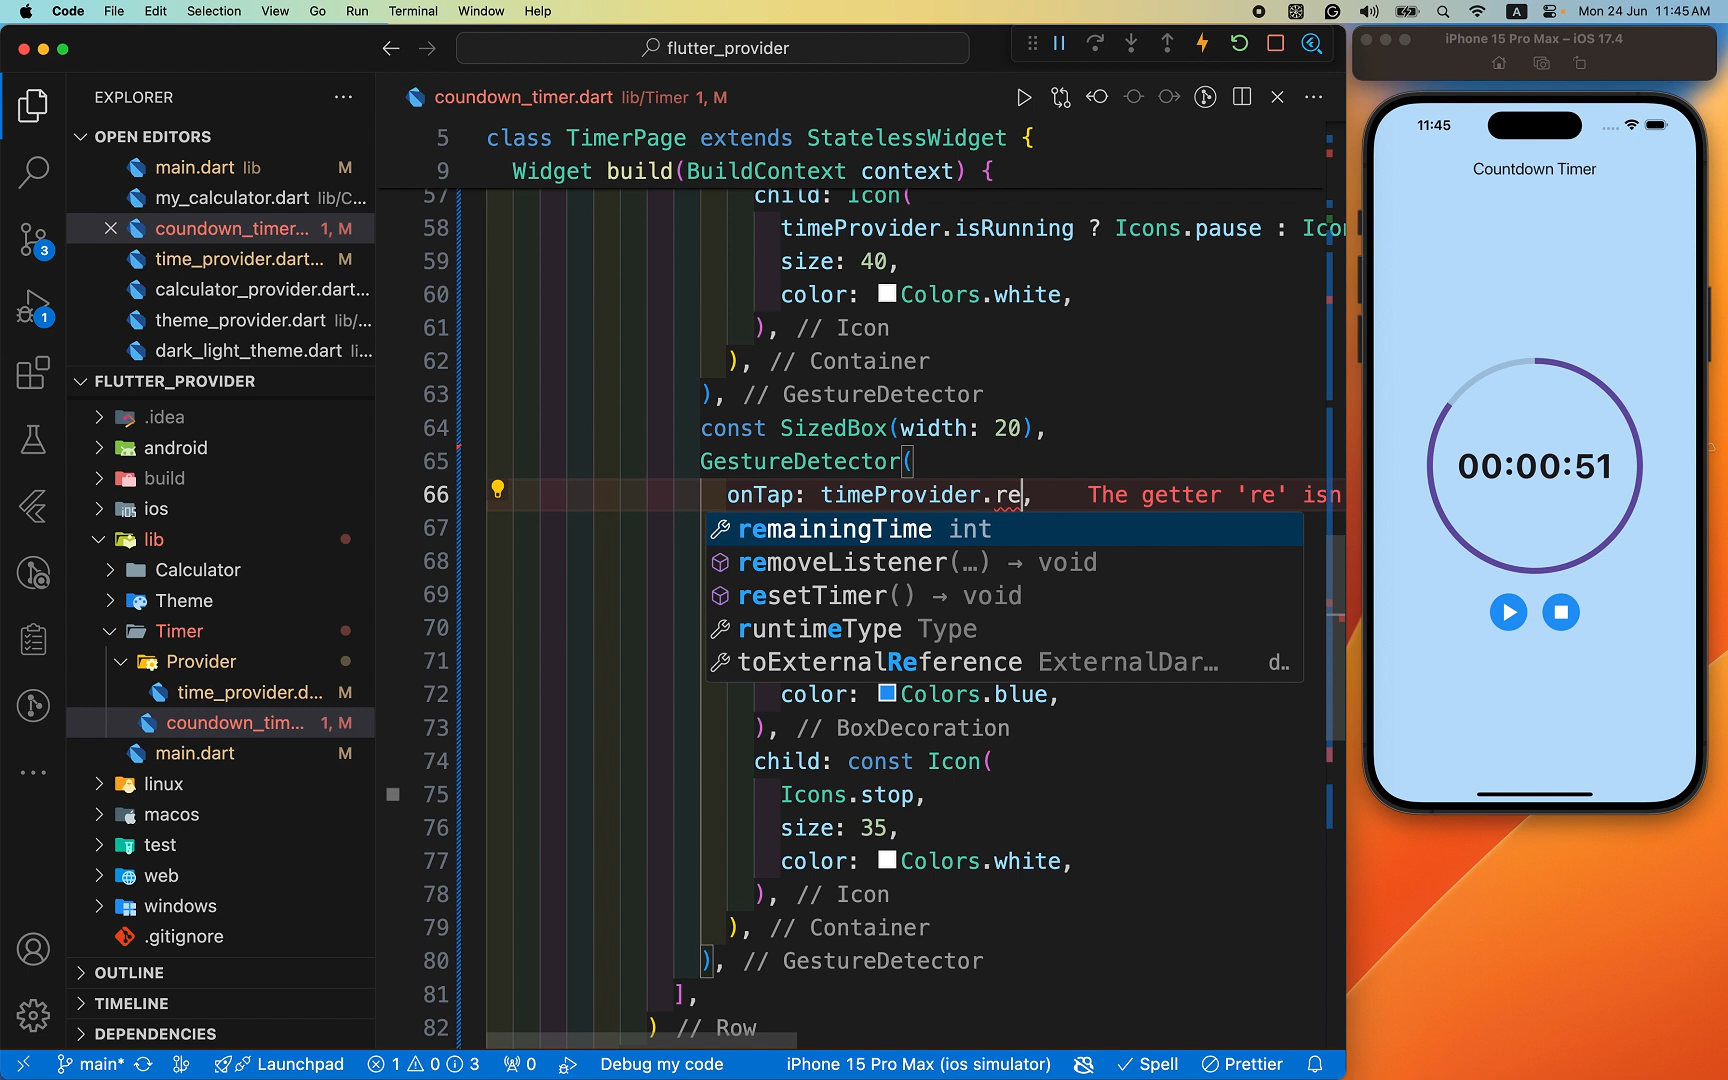 Code File Edit Selection View Go Run Terminal Window Help
A Mon 24 Jun 11:45 AM
flutter_provider
iPhone 15 Pro Max – iOS 17.4
EXPLORER
OPEN EDITORS
main.dart lib M
my_calculator.dart lib/C...
coundown_timer... 1, M
time_provider.dart... M
calculator_provider.dart...
theme_provider.dart lib/...
dark_light_theme.dart li...
FLUTTER_PROVIDER
.idea
android
build
ios
lib
Calculator
Theme
Timer
Provider
time_provider.d... M
coundown_tim... 1, M
main.dart M
linux
macos
test
web
windows
.gitignore
OUTLINE
TIMELINE
DEPENDENCIES
3
1
coundown_timer.dart lib/Timer 1, M
5 class TimerPage extends StatelessWidget {
9 Widget build(BuildContext context) {
57 child: Icon(
58 timeProvider.isRunning ? Icons.pause : Icon
59 size: 40,
60 color: Colors.white,
61 ), // Icon
62 ), // Container
63 ), // GestureDetector
64 const SizedBox(width: 20),
65 GestureDetector(
66 onTap: timeProvider.re, The getter 're' isn
67
68
69
70
71
remainingTime int
removeListener(…) → void
resetTimer() → void
runtimeType Type
toExternalReference ExternalDar… d..
72 color: Colors.blue,
73 ), // BoxDecoration
74 child: const Icon(
75 Icons.stop,
76 size: 35,
77 color: Colors.white,
78 ), // Icon
79 ), // Container
80 ), // GestureDetector
81 ],
82 ) // Row
11:45
Countdown Timer
00:00:51
main* Launchpad 1 0 3 0 Debug my code iPhone 15 Pro Max (ios simulator) Spell Prettier